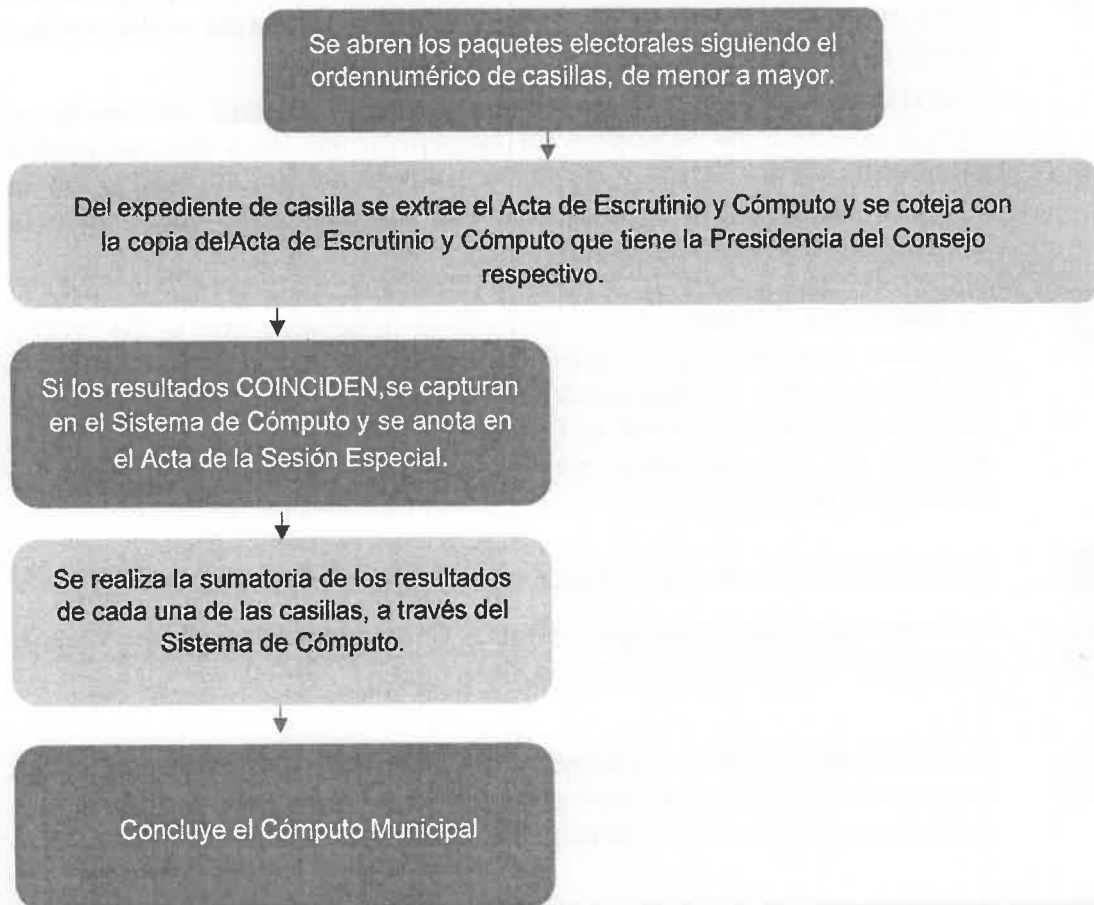 Se abren los paquetes electorales siguiendo el
ordennumérico de casillas, de menor a mayor.
Del expediente de casilla se extrae el Acta de Escrutinio y Cómputo y se coteja con
la copia delActa de Escrutinio y Cómputo que tiene la Presidencia del Consejo
respectivo.
Si los resultados COINCIDEN,se capturan
en el Sistema de Cómputo y se anota en
el Acta de la Sesión Especial.
Se realiza la sumatoria de los resultados
de cada una de las casillas, a través del
Sistema de Cómputo.
Concluye el Cómputo Municipal